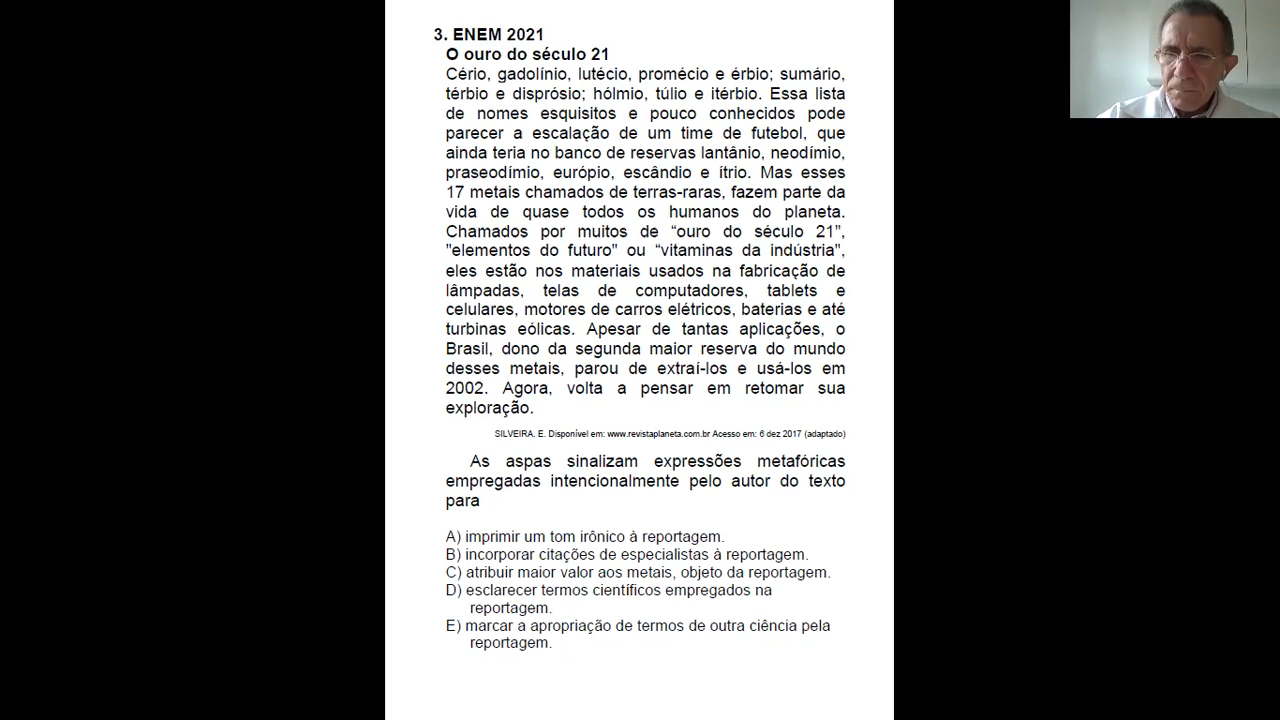 3. ENEM 2021
O ouro do século 21
Cério, gadolínio, lutécio, promécio e érbio; sumário,
térbio e disprósio; hólmio, túlio e itérbio. Essa lista
de nomes esquisitos e pouco conhecidos pode
parecer a escalação de um time de futebol, que
ainda teria no banco de reservas lantânio, neodímio,
praseodímio, európio, escândio e ítrio. Mas esses
17 metais chamados de terras-raras, fazem parte da
vida de quase todos os humanos do planeta.
Chamados por muitos de “ouro do século 21",
"elementos do futuro" ou “vitaminas da indústria",
eles estão nos materiais usados na fabricação de
lâmpadas, telas de computadores, tablets e
celulares, motores de carros elétricos, baterias e até
turbinas eólicas. Apesar de tantas aplicações, o
Brasil, dono da segunda maior reserva do mundo
desses metais, parou de extraí-los e usá-los em
2002. Agora, volta a pensar em retomar sua
exploração.
SILVEIRA. E. Disponível em: www.revistaplaneta.com.br Acesso em: 6 dez 2017 (adaptado)
As aspas sinalizam expressões metafóricas
empregadas intencionalmente pelo autor do texto
para
A) imprimir um tom irônico à reportagem.
B) incorporar citações de especialistas à reportagem.
C) atribuir maior valor aos metais, objeto da reportagem.
D) esclarecer termos científicos empregados na
reportagem.
E) marcar a apropriação de termos de outra ciência pela
reportagem.